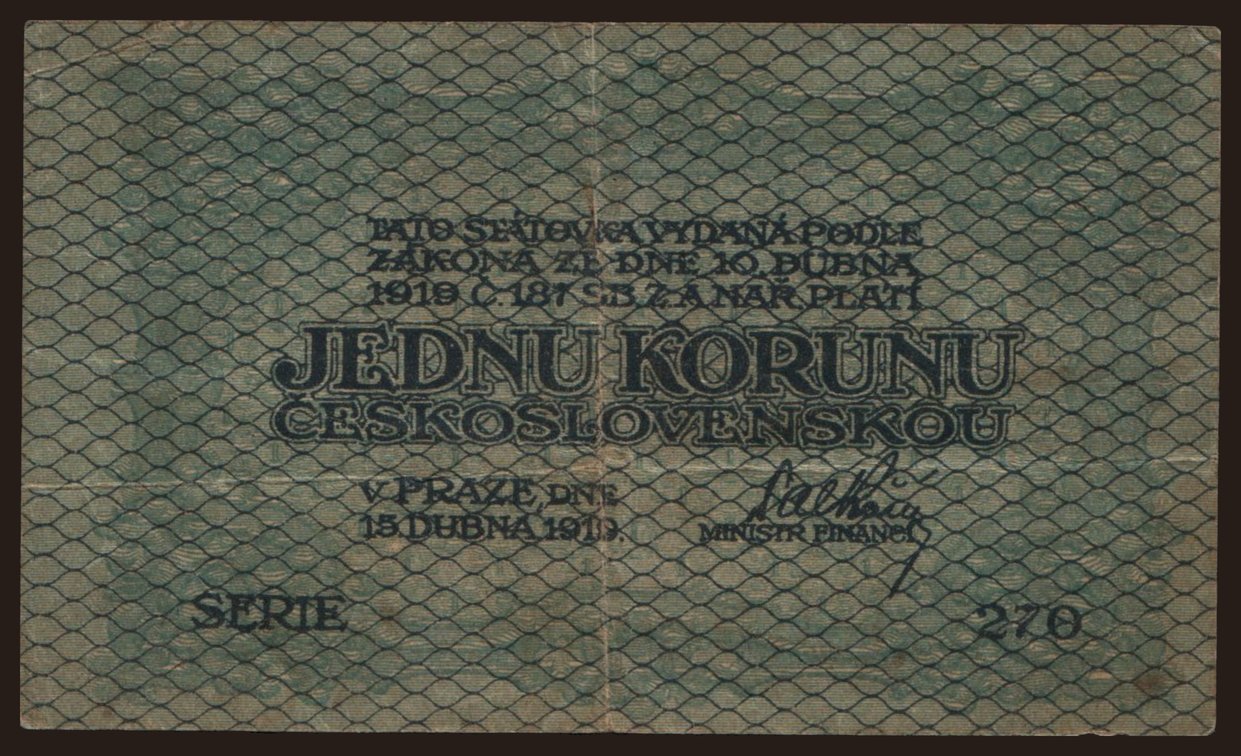 TATO STÁTOVKA VYDANÁ PODLE
ZÁKONA ZE DNE 10. DUBNA
1919 Č. 187 SB. Z. A NAŘ. PLATÍ
JEDNU KORUNU
ČESKOSLOVENSKOU
V PRAZE, DNE
15. DUBNA 1919.
MINISTR FINANCÍ
SERIE 270